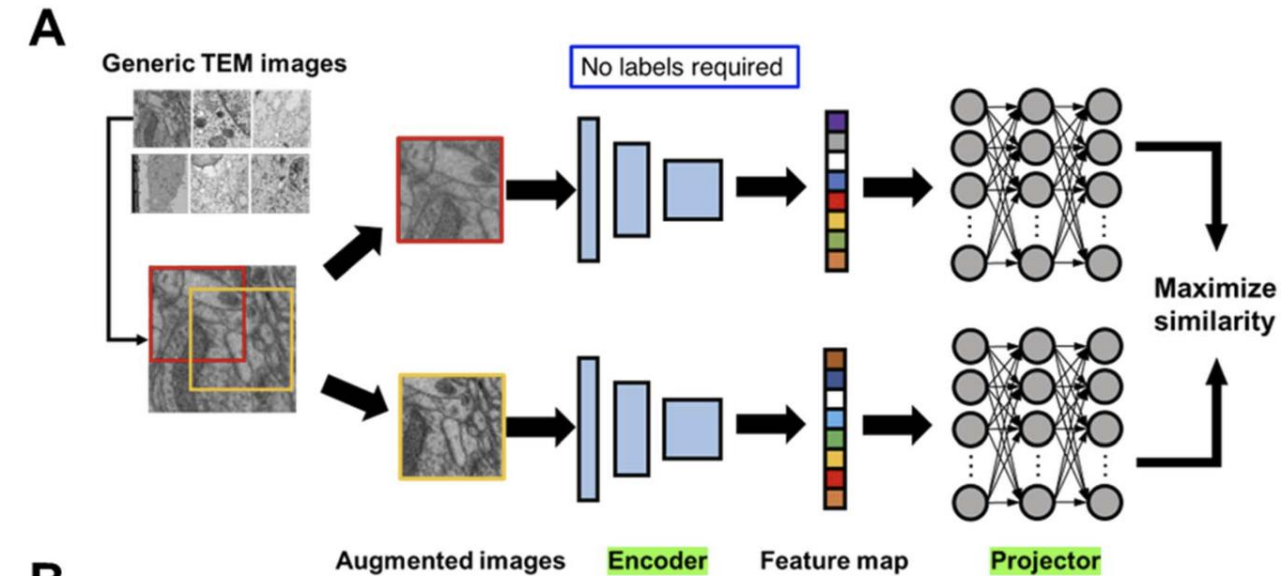 A
Generic TEM images
No labels required
Maximize
similarity
Augmented images
Encoder
Feature map
Projector